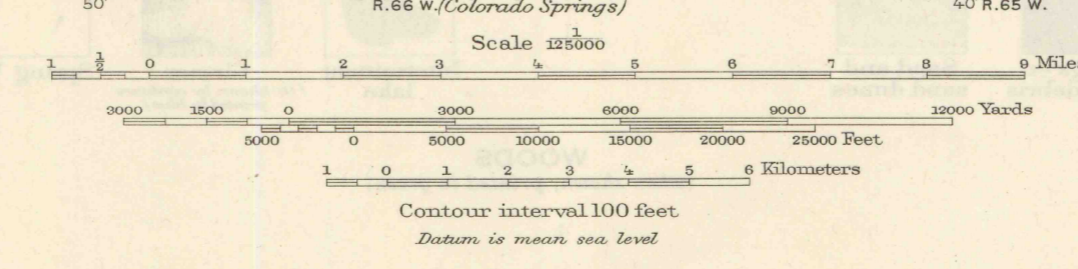 50' R.66 W. (Colorado Springs) 40' R.65 W.
Scale 1/125000
1 1/2 0 1 2 3 4 5 6 7 8 9 Mile
3000 1500 0 3000 6000 9000 12000 Yards
5000 0 5000 10000 15000 20000 25000 Feet
1 0 1 2 3 4 5 6 Kilometers
Contour interval 100 feet
Datum is mean sea level
WOODS